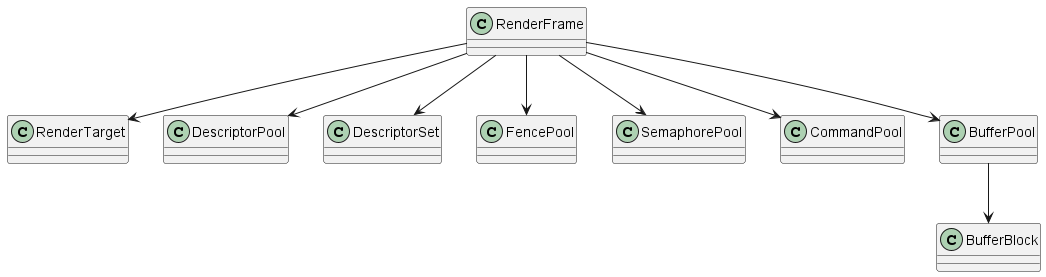 C RenderFrame
C RenderTarget
C DescriptorPool
C DescriptorSet
C FencePool
C SemaphorePool
C CommandPool
C BufferPool
C BufferBlock